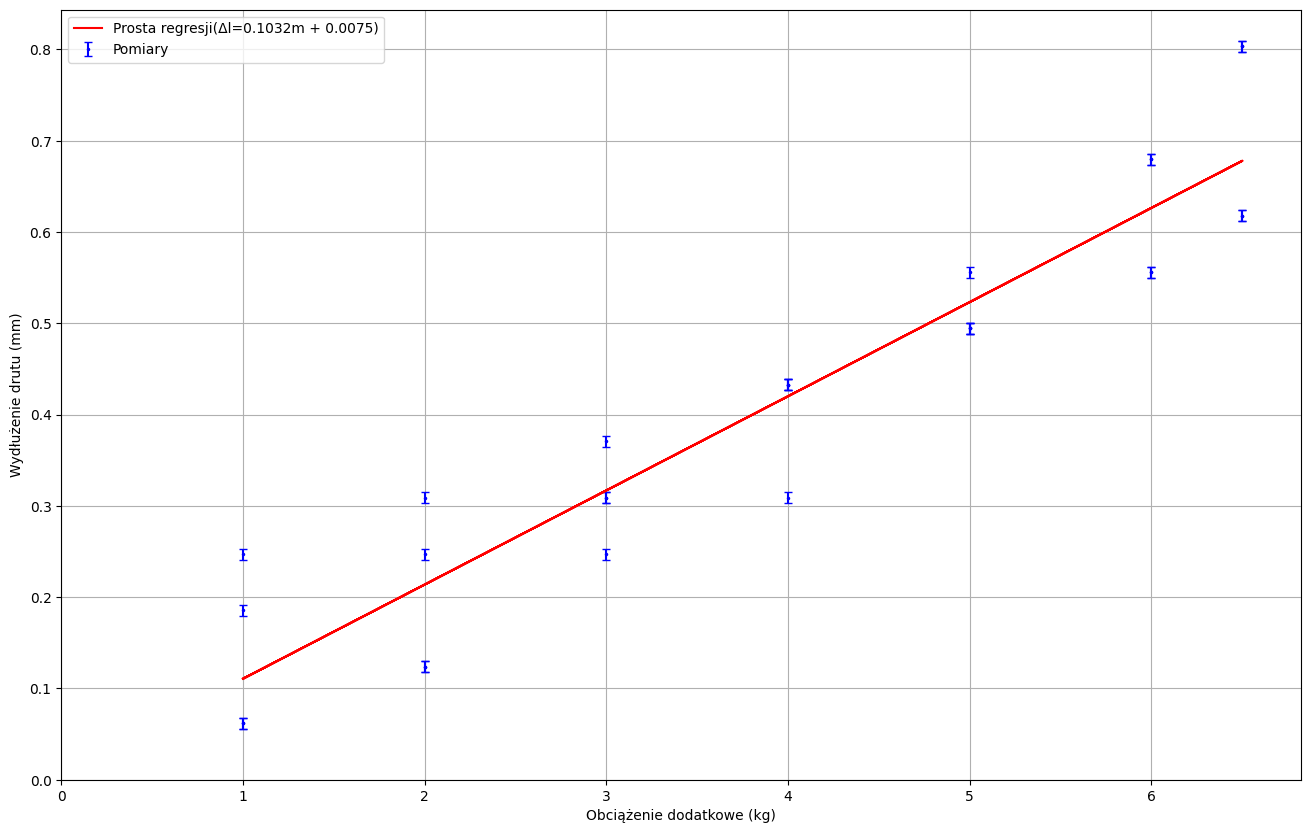 Prosta regresji(Δl=0.1032m + 0.0075)
Pomiary
0.8
0.7
0.6
0.5
0.4
0.3
0.2
0.1
0.0
Wydłużenie drutu (mm)
0 1 2 3 4 5 6
Obciążenie dodatkowe (kg)